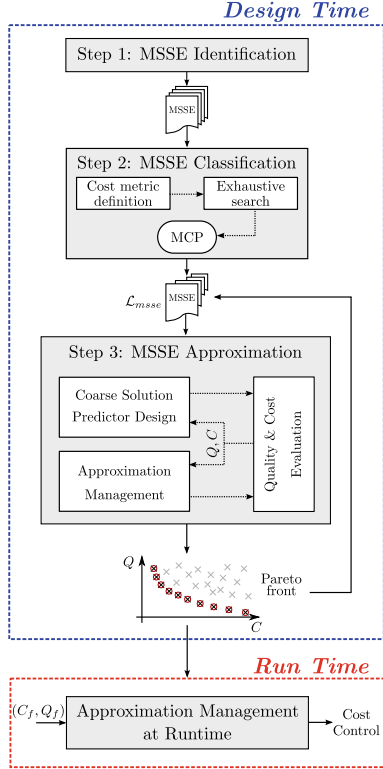 Design Time
Step 1: MSSE Identification
MSSE
Step 2: MSSE Classification
Cost metric
definition
Exhaustive
search
MCP
ℒₘₛₛₑ
MSSE
Step 3: MSSE Approximation
Coarse Solution
Predictor Design
Q, C
Quality & Cost
Evaluation
Approximation
Management
Q
Pareto
front
C
Run Time
(C_f, Q_f)
Approximation Management
at Runtime
Cost
Control